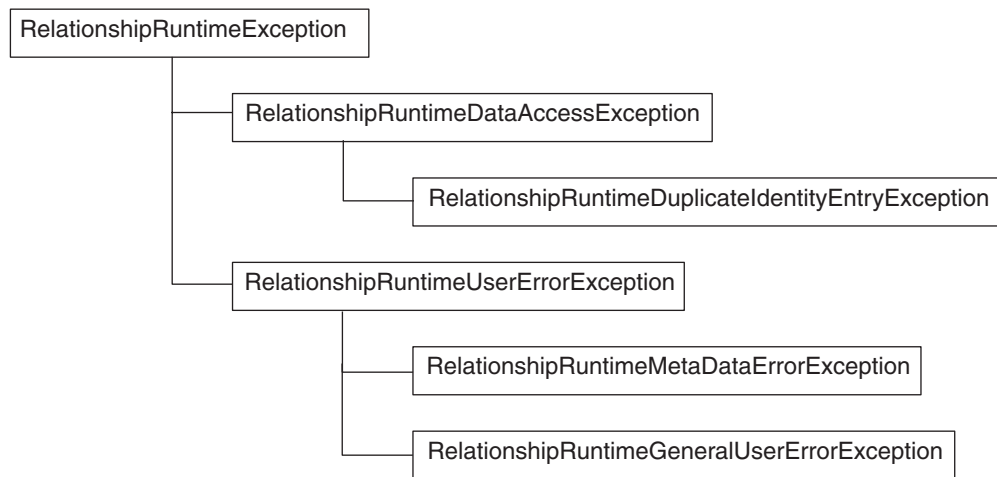 RelationshipRuntimeException
RelationshipRuntimeDataAccessException
RelationshipRuntimeDuplicateIdentityEntryException
RelationshipRuntimeUserErrorException
RelationshipRuntimeMetaDataErrorException
RelationshipRuntimeGeneralUserErrorException